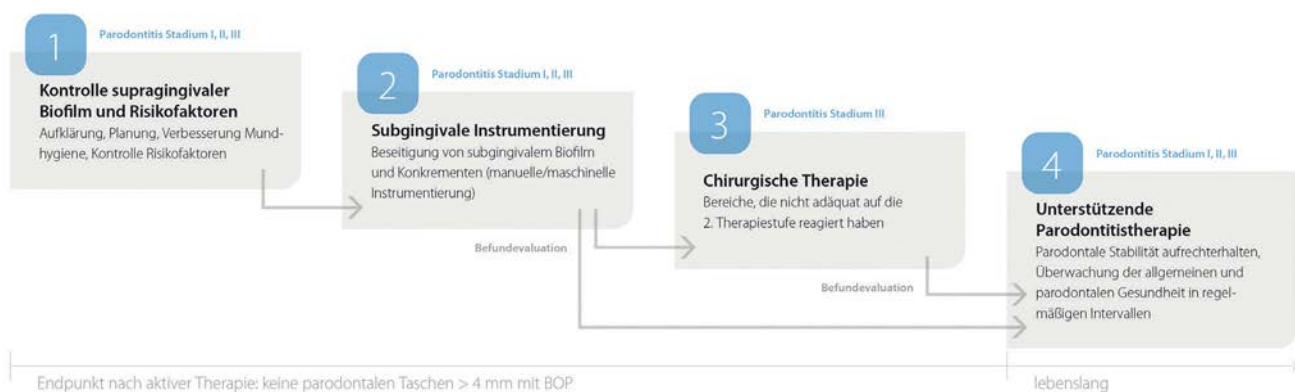 1
Parodontitis Stadium I, II, III
Kontrolle supragingivaler
Biofilm und Risikofaktoren
Aufklärung, Planung, Verbesserung Mund-
hygiene, Kontrolle Risikofaktoren
2
Parodontitis Stadium I, II, III
Subgingivale Instrumentierung
Beseitigung von subgingivalem Biofilm
und Konkrementen (manuelle/maschinelle
Instrumentierung)
Befundevaluation
3
Parodontitis Stadium III
Chirurgische Therapie
Bereiche, die nicht adäquat auf die
2. Therapiestufe reagiert haben
Befundevaluation
4
Parodontitis Stadium I, II, III
Unterstützende
Parodontitistherapie
Parodontale Stabilität aufrechterhalten,
Überwachung der allgemeinen und
parodontalen Gesundheit in regel-
mäßigen Intervallen
Endpunkt nach aktiver Therapie: keine parodontalen Taschen > 4 mm mit BOP
lebenslang